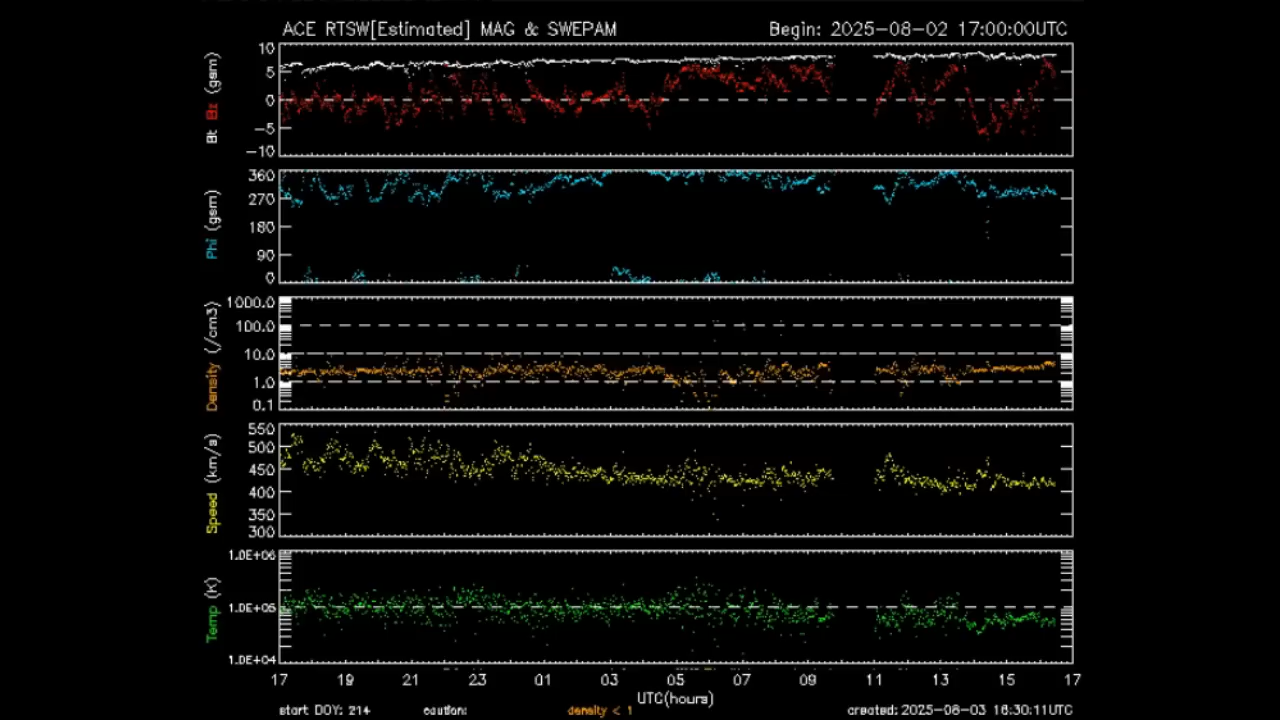 ACE RTSW[Estimated] MAG & SWEPAM Begin: 2025-08-02 17:00:00UTC
Bt Bz (gsm)
10
5
0
-5
-10
Phi (gsm)
360
270
180
90
0
Density (/cm3)
1000.0
100.0
10.0
1.0
0.1
Speed (km/s)
550
500
450
400
350
300
Temp (K)
1.0E+06
1.0E+05
1.0E+04
17 19 21 23 01 03 05 07 09 11 13 15 17
UTC(hours)
start DOY: 214 caution: density < 1 created: 2025-08-03 16:30:11UTC